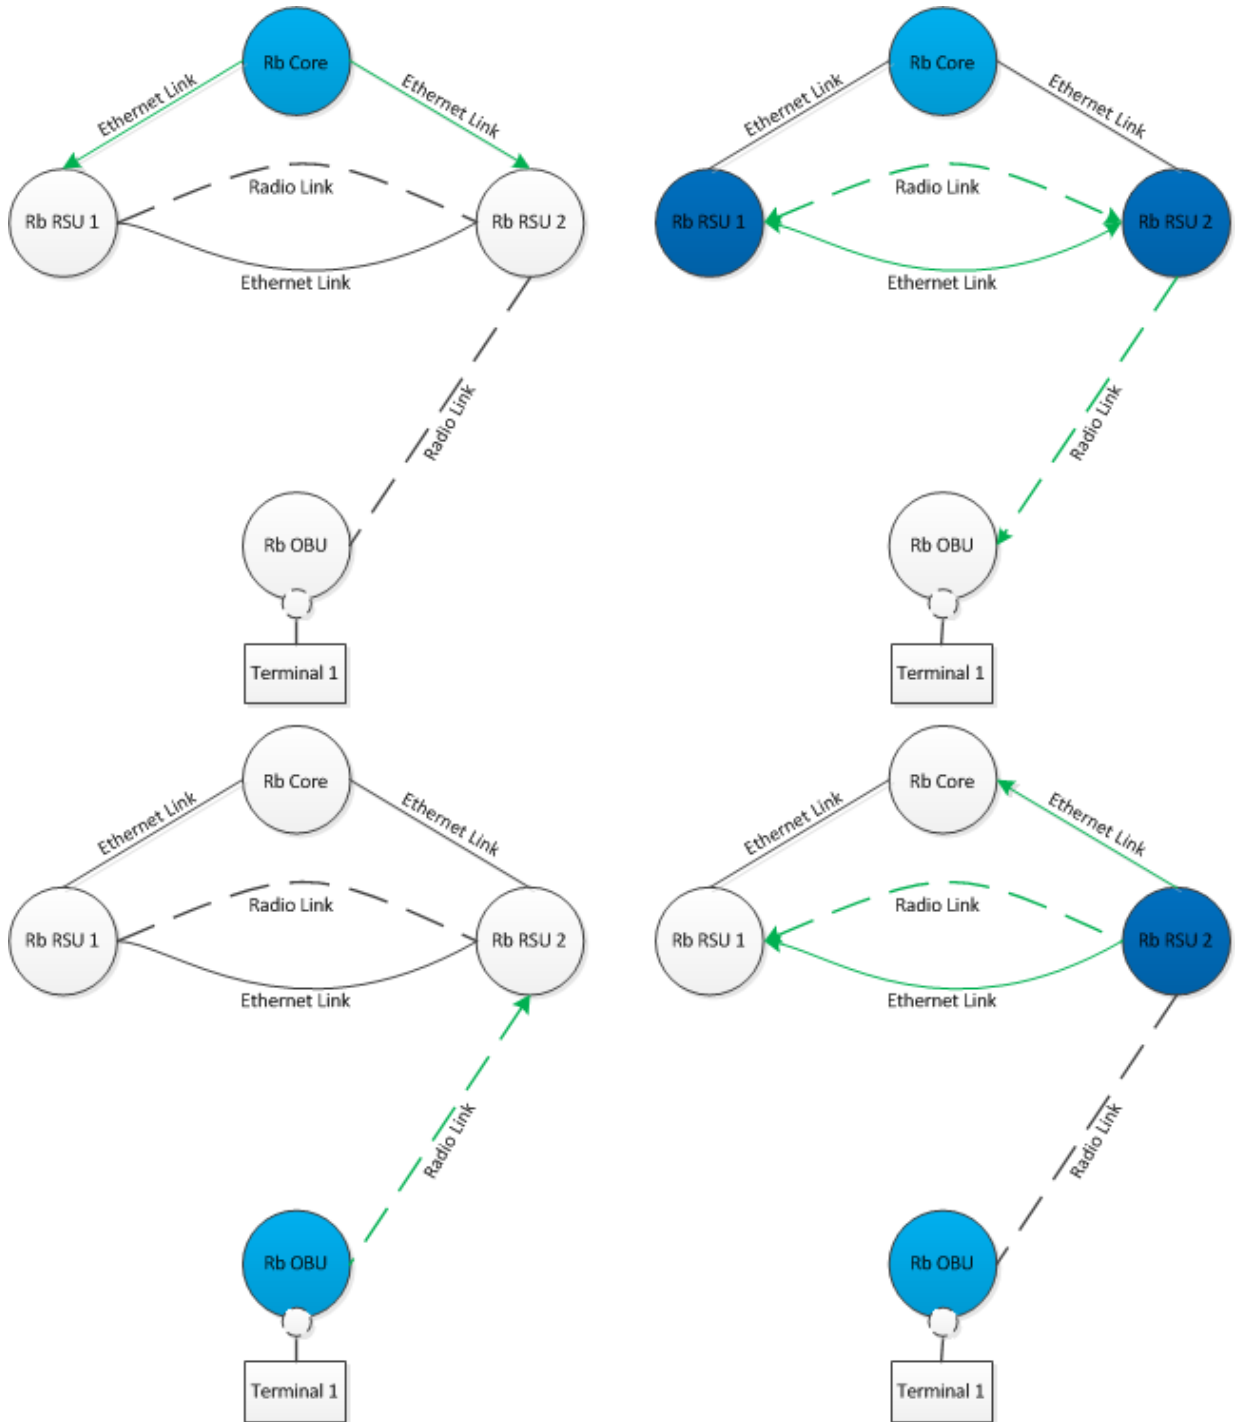 Rb Core
Ethernet Link
Ethernet Link
Radio Link
Rb RSU 1
Rb RSU 2
Ethernet Link
Radio Link
Rb OBU
Terminal 1
Rb Core
Ethernet Link
Ethernet Link
Radio Link
Rb RSU 1
Rb RSU 2
Ethernet Link
Radio Link
Rb OBU
Terminal 1
Rb Core
Ethernet Link
Ethernet Link
Radio Link
Rb RSU 1
Rb RSU 2
Ethernet Link
Radio Link
Rb OBU
Terminal 1
Rb Core
Ethernet Link
Ethernet Link
Radio Link
Rb RSU 1
Rb RSU 2
Ethernet Link
Radio Link
Rb OBU
Terminal 1